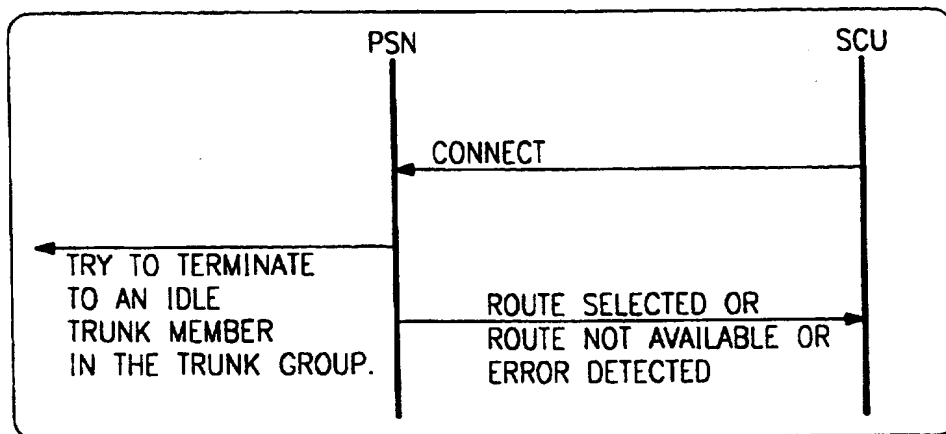 PSN
SCU
CONNECT
TRY TO TERMINATE
TO AN IDLE
TRUNK MEMBER
IN THE TRUNK GROUP.
ROUTE SELECTED OR
ROUTE NOT AVAILABLE OR
ERROR DETECTED